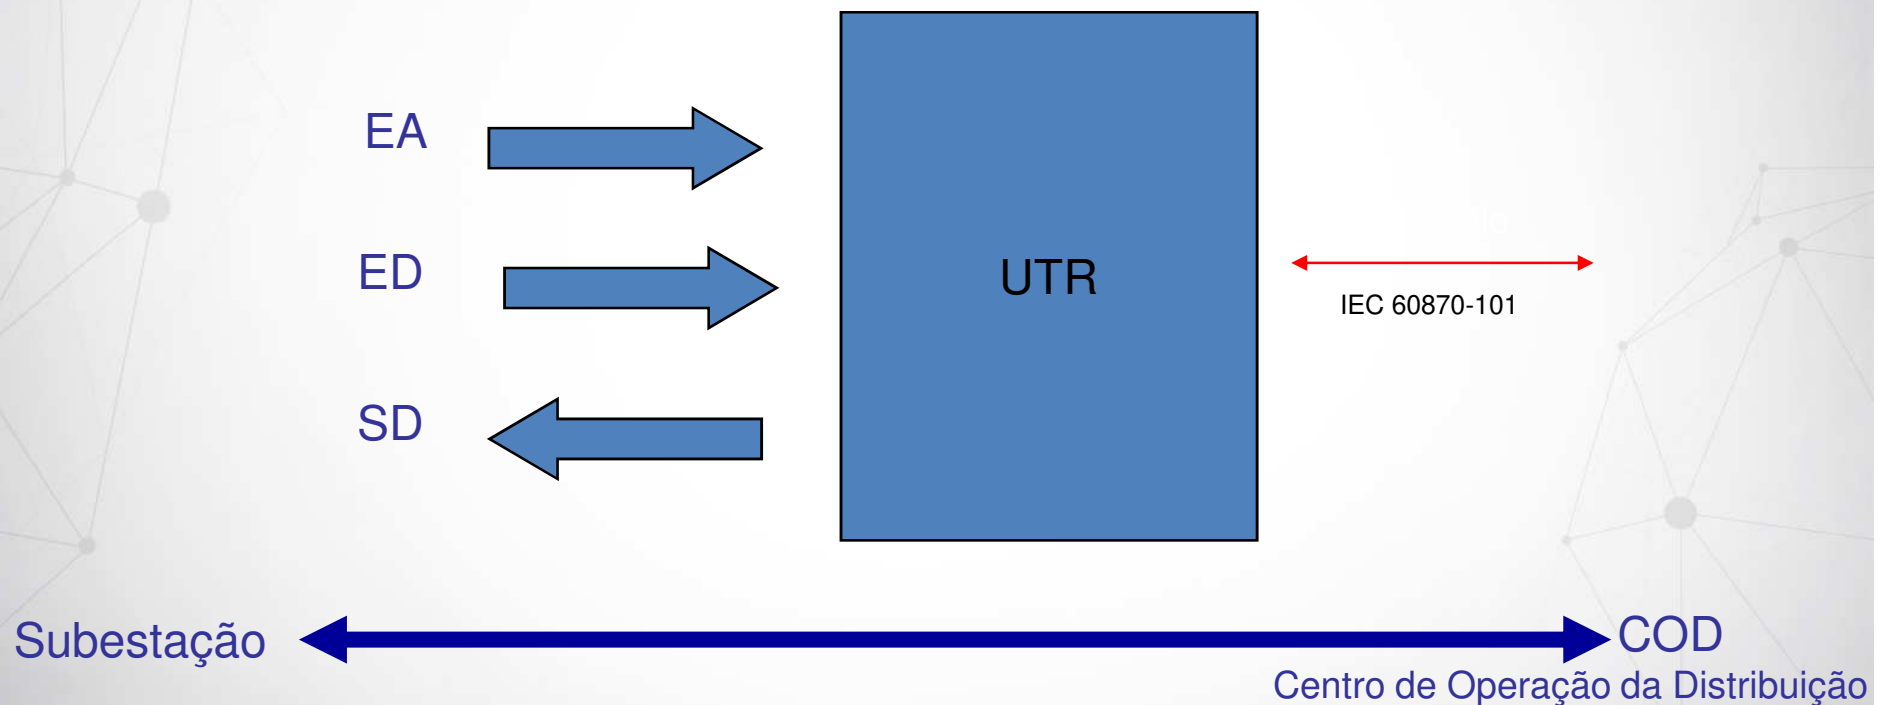 EA
ED
UTR
IEC 60870-101
SD
Subestação
COD
Centro de Operação da Distribuição